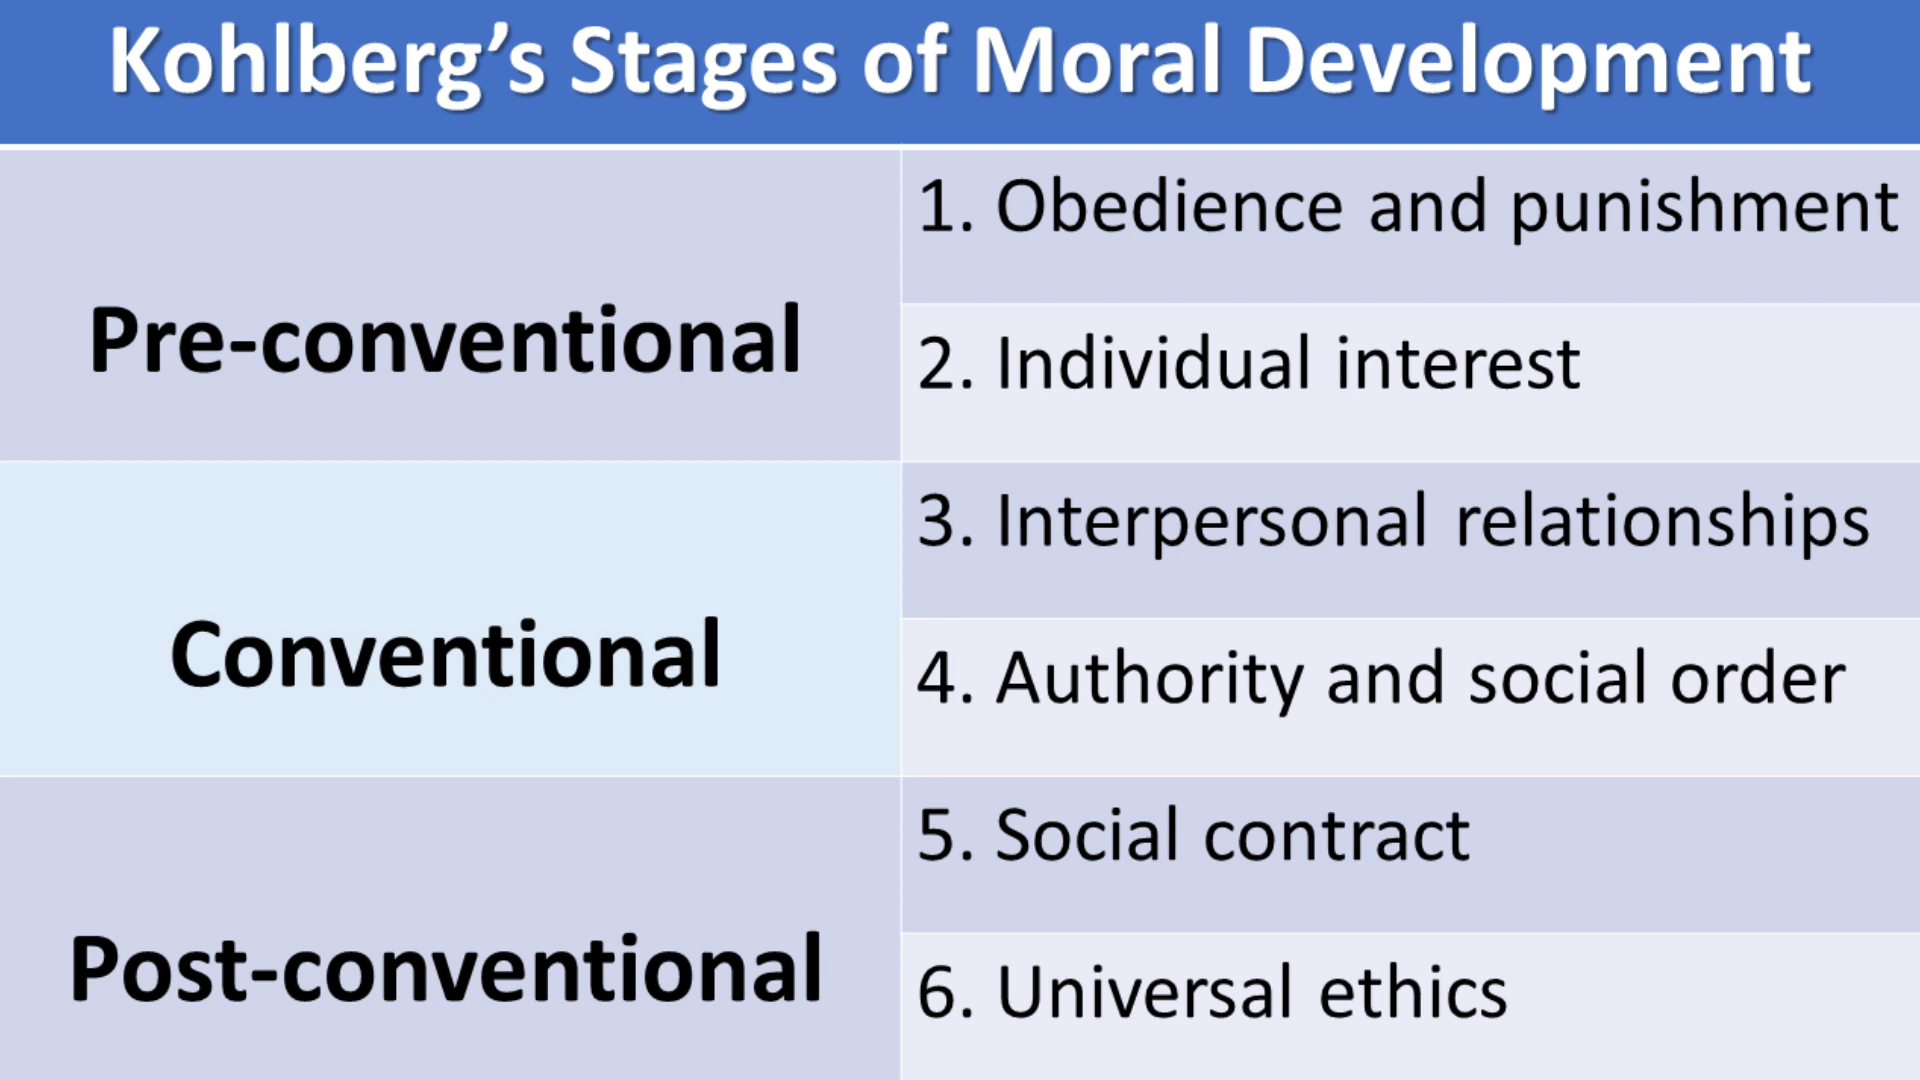 Kohlberg’s Stages of Moral Development
Pre-conventional
1. Obedience and punishment
2. Individual interest
Conventional
3. Interpersonal relationships
4. Authority and social order
Post-conventional
5. Social contract
6. Universal ethics